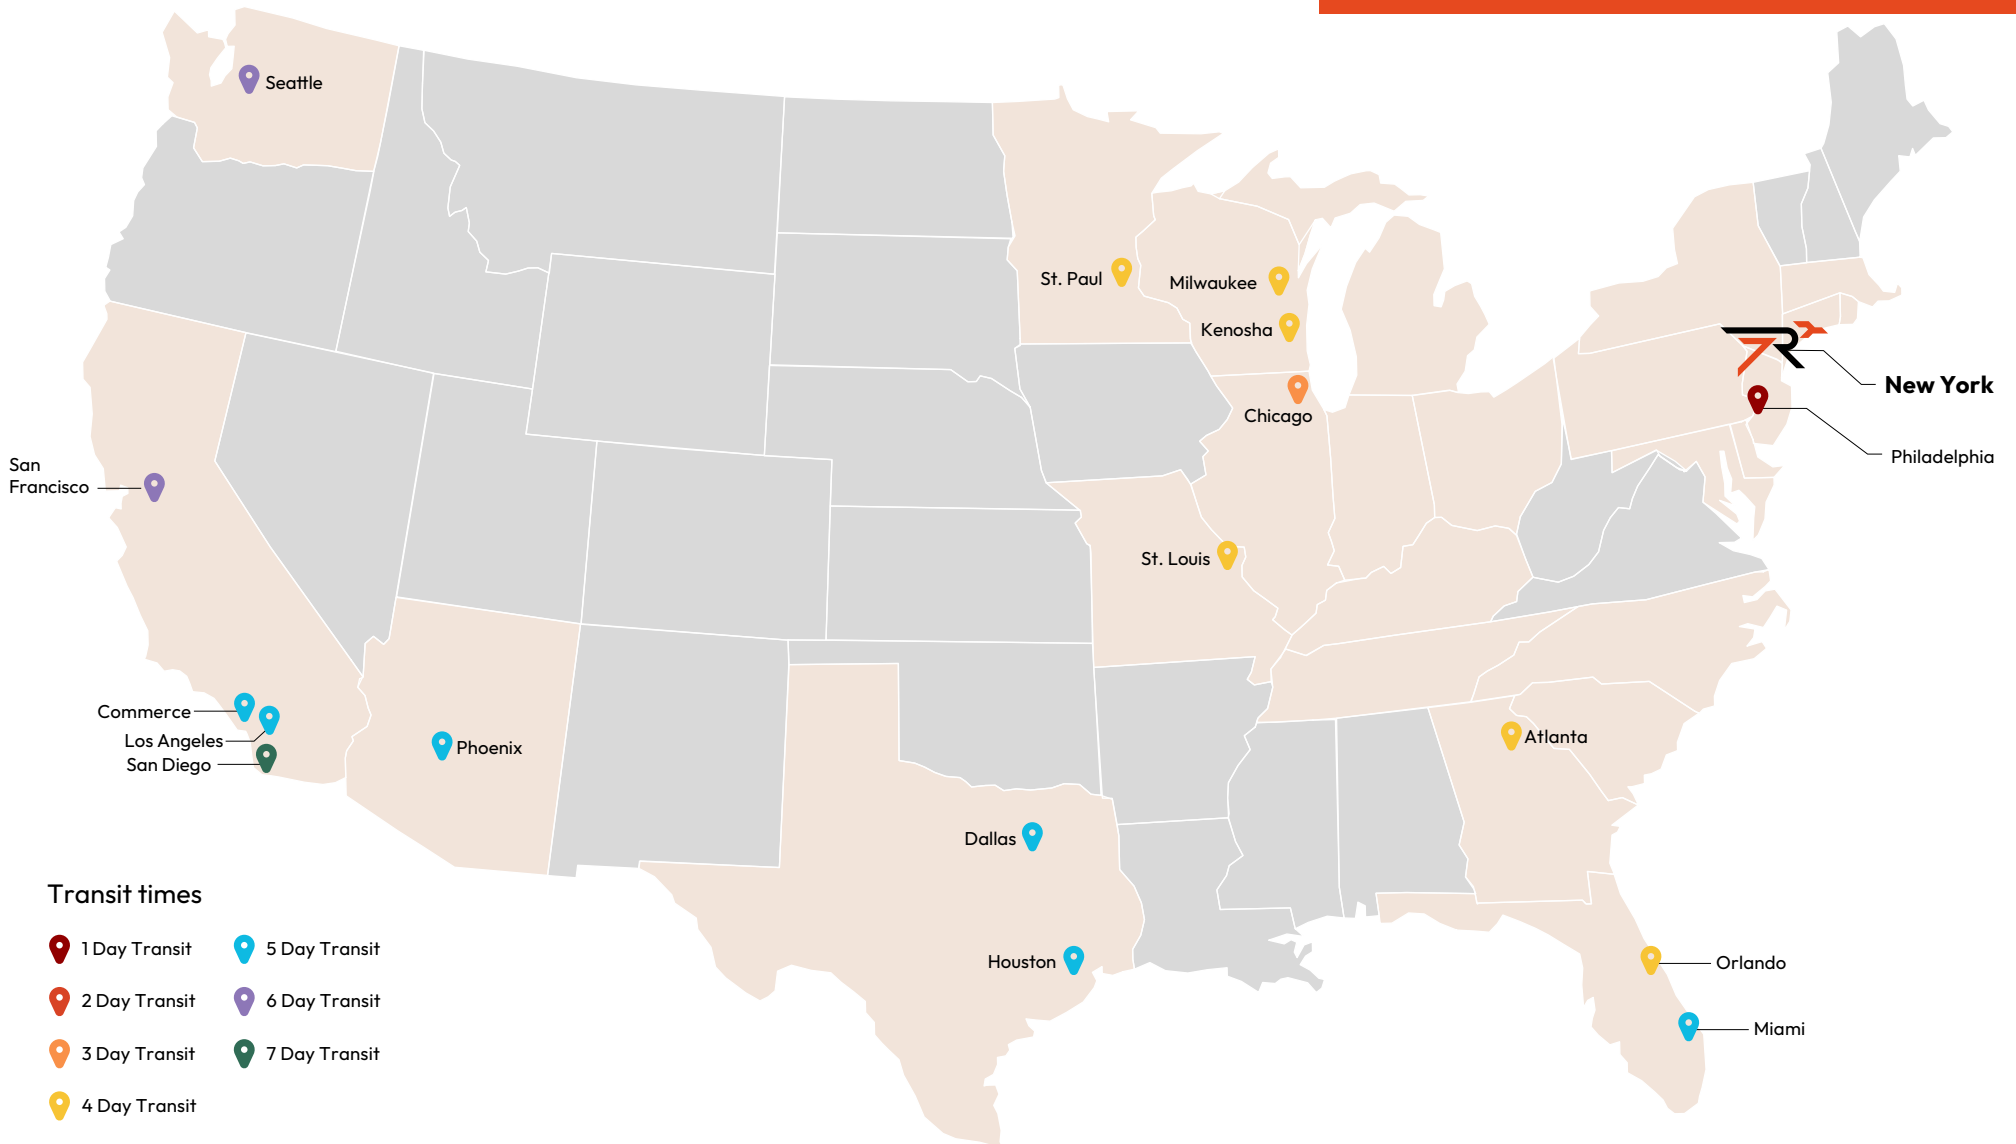 Seattle
St. Paul
Milwaukee
Kenosha
Chicago
New York
Philadelphia
San
Francisco
St. Louis
Commerce
Los Angeles
San Diego
Phoenix
Atlanta
Dallas
Houston
Orlando
Miami
Transit times
1 Day Transit
5 Day Transit
2 Day Transit
6 Day Transit
3 Day Transit
7 Day Transit
4 Day Transit